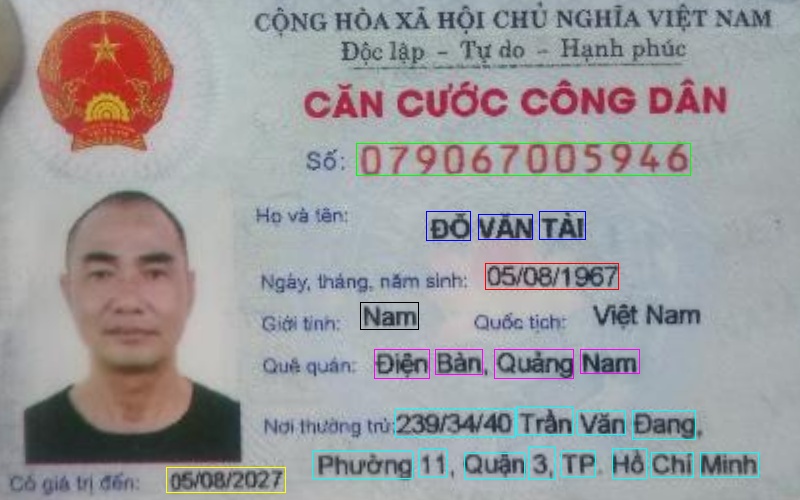 CỘNG HÒA XÃ HỘI CHỦ NGHĨA VIỆT NAM
Độc lập - Tự do - Hạnh phúc
CĂN CƯỚC CÔNG DÂN
Số: 079067005946
Họ và tên: ĐỖ VĂN TÀI
Ngày, tháng, năm sinh: 05/08/1967
Giới tính: Nam Quốc tịch: Việt Nam
Quê quán: Điện Bàn, Quảng Nam
Nơi thường trú: 239/34/40 Trần Văn Đang,
Phường 11, Quận 3, TP. Hồ Chí Minh
Có giá trị đến: 05/08/2027